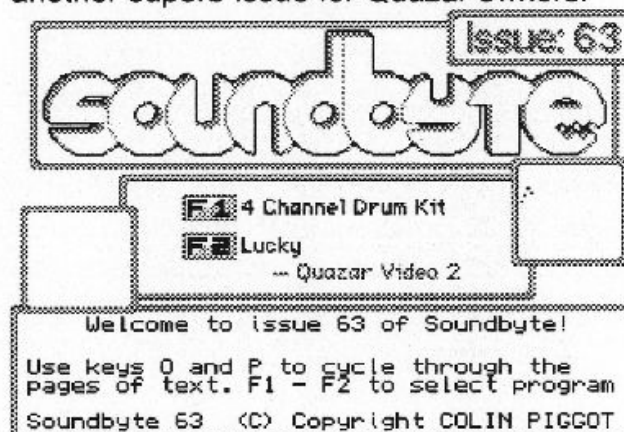 another superb issue for Quazar owners.
Issue: 63
soundbyte
F1 4 Channel Drum Kit
F2 Lucky
-- Quazar Video 2
Welcome to issue 63 of Soundbyte!
Use keys O and P to cycle through the
pages of text. F1 - F2 to select program
Soundbyte 63 (C) Copyright COLIN PIGGOT